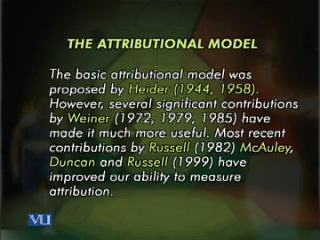 THE ATTRIBUTIONAL MODEL
The basic attributional model was
proposed by Heider (1944, 1958).
However, several significant contributions
by Weiner (1972, 1979, 1985) have
made it much more useful. Most recent
contributions by Russell (1982) McAuley,
Duncan and Russell (1999) have
improved our ability to measure
attribution.
VU